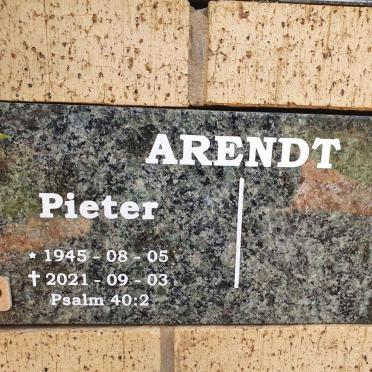 ARENDT
Pieter
* 1945 - 08 - 05
✝ 2021 - 09 - 03
Psalm 40:2